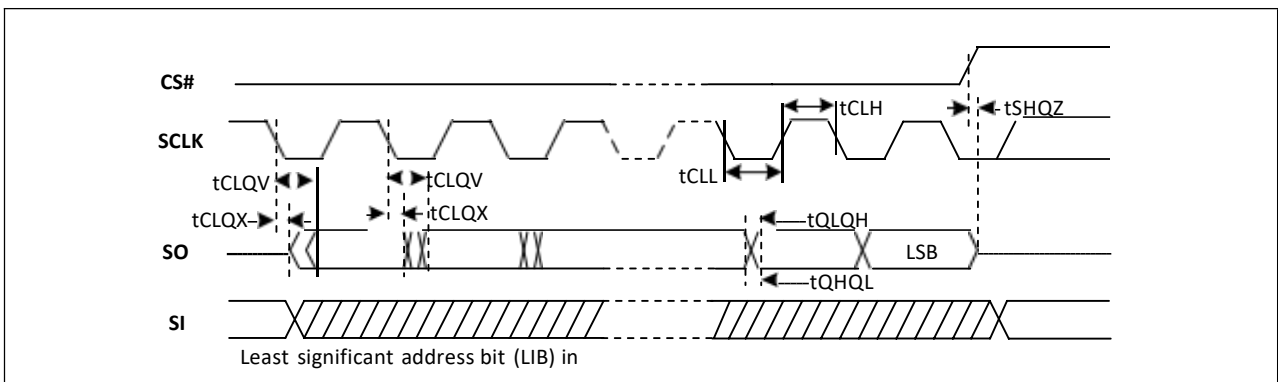 CS#
tCLH
tSHQZ
SCLK
tCLL
tCLQV
tCLQV
tCLQX
tCLQX
tQLQH
SO
LSB
tQHQL
SI
Least significant address bit (LIB) in